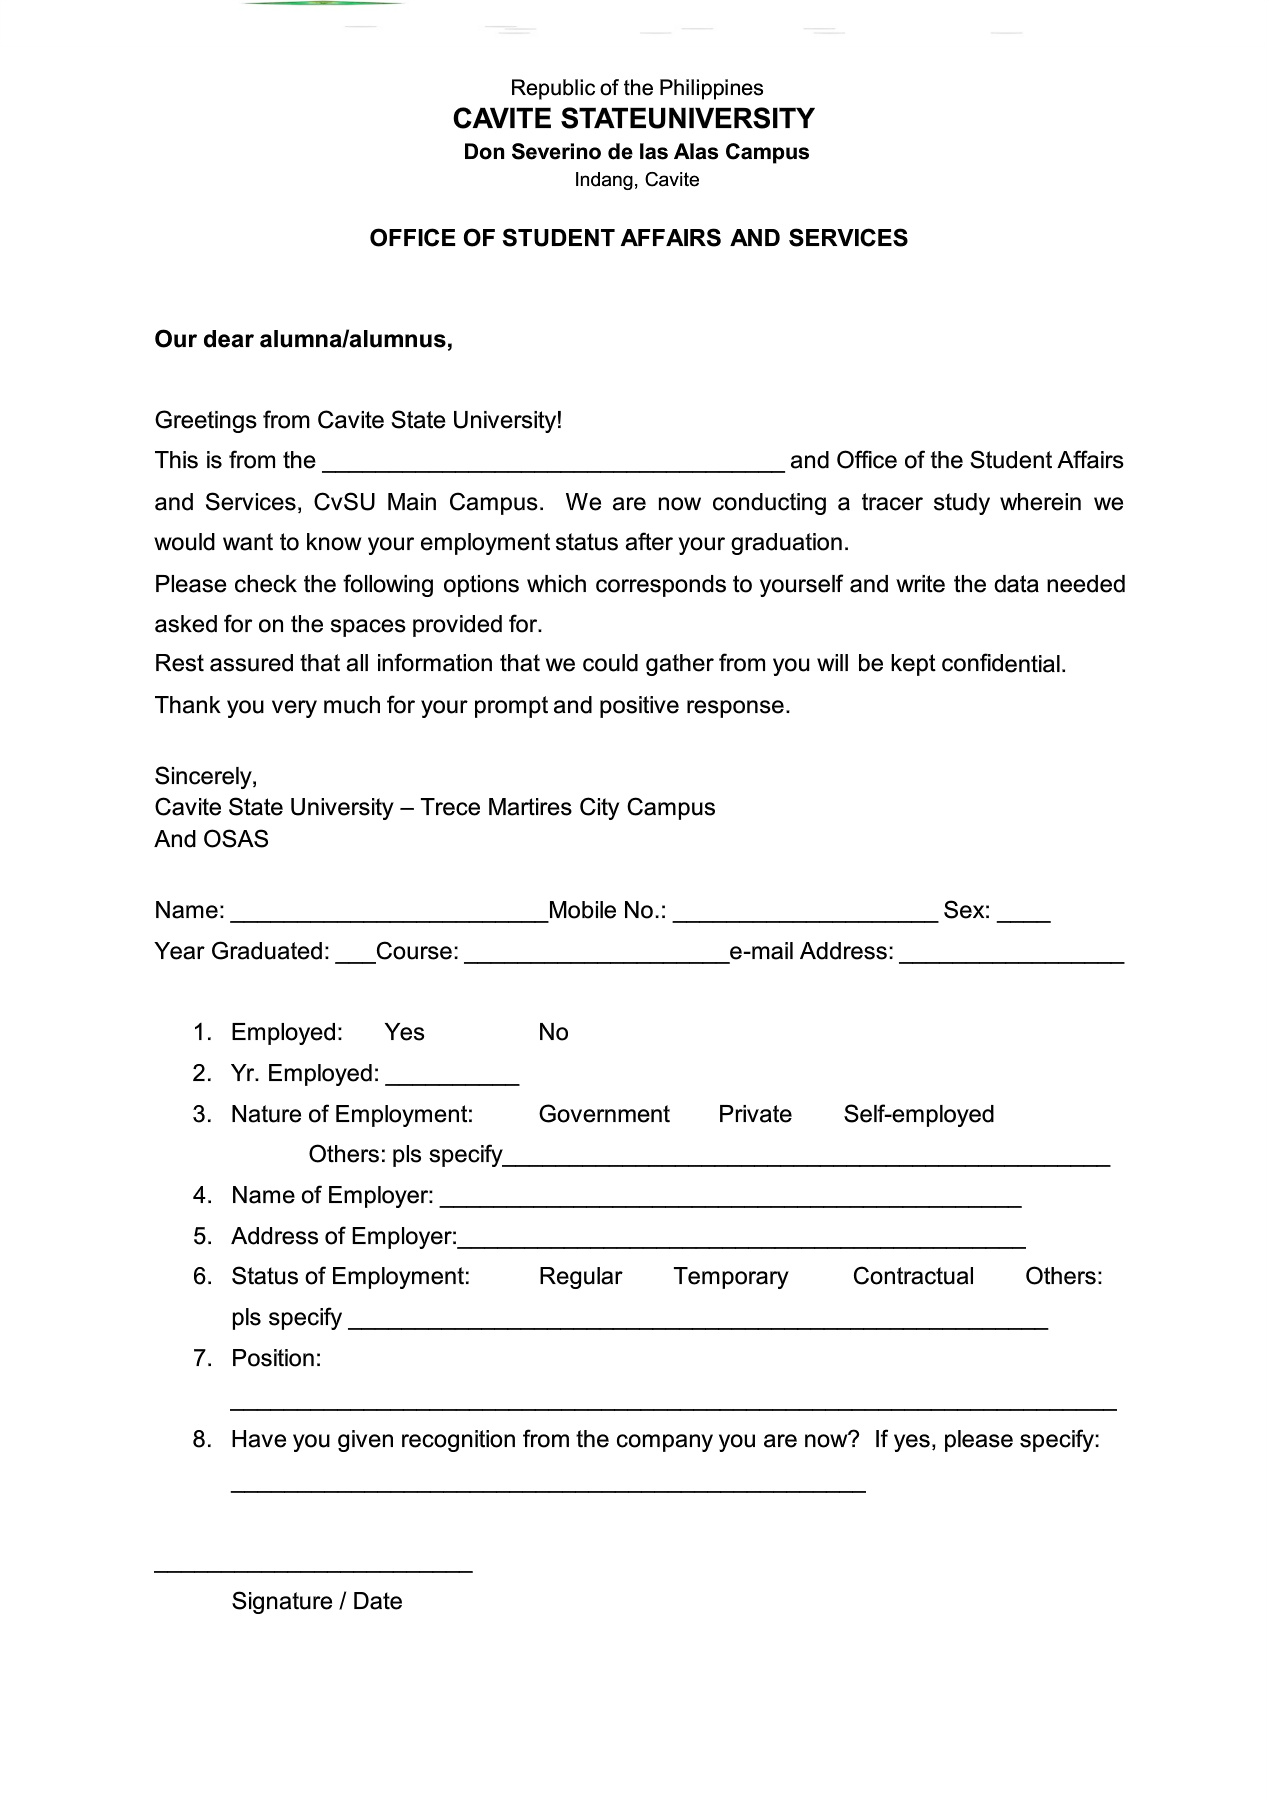 Republic of the Philippines
CAVITE STATEUNIVERSITY
Don Severino de las Alas Campus
Indang, Cavite
OFFICE OF STUDENT AFFAIRS AND SERVICES
Our dear alumna/alumnus,
Greetings from Cavite State University!
This is from the ___________________________________ and Office of the Student Affairs
and Services, CvSU Main Campus. We are now conducting a tracer study wherein we
would want to know your employment status after your graduation.
Please check the following options which corresponds to yourself and write the data needed
asked for on the spaces provided for.
Rest assured that all information that we could gather from you will be kept confidential.
Thank you very much for your prompt and positive response.
Sincerely,
Cavite State University – Trece Martires City Campus
And OSAS
Name: ________________________Mobile No.: ____________________ Sex: ____
Year Graduated: ___Course: ____________________e-mail Address: _________________
1. Employed: Yes No
2. Yr. Employed: __________
3. Nature of Employment: Government Private Self-employed
Others: pls specify______________________________________________
4. Name of Employer: ____________________________________________
5. Address of Employer:___________________________________________
6. Status of Employment: Regular Temporary Contractual Others:
pls specify _____________________________________________________
7. Position:
___________________________________________________________________
8. Have you given recognition from the company you are now? If yes, please specify:
________________________________________________
________________________
Signature / Date